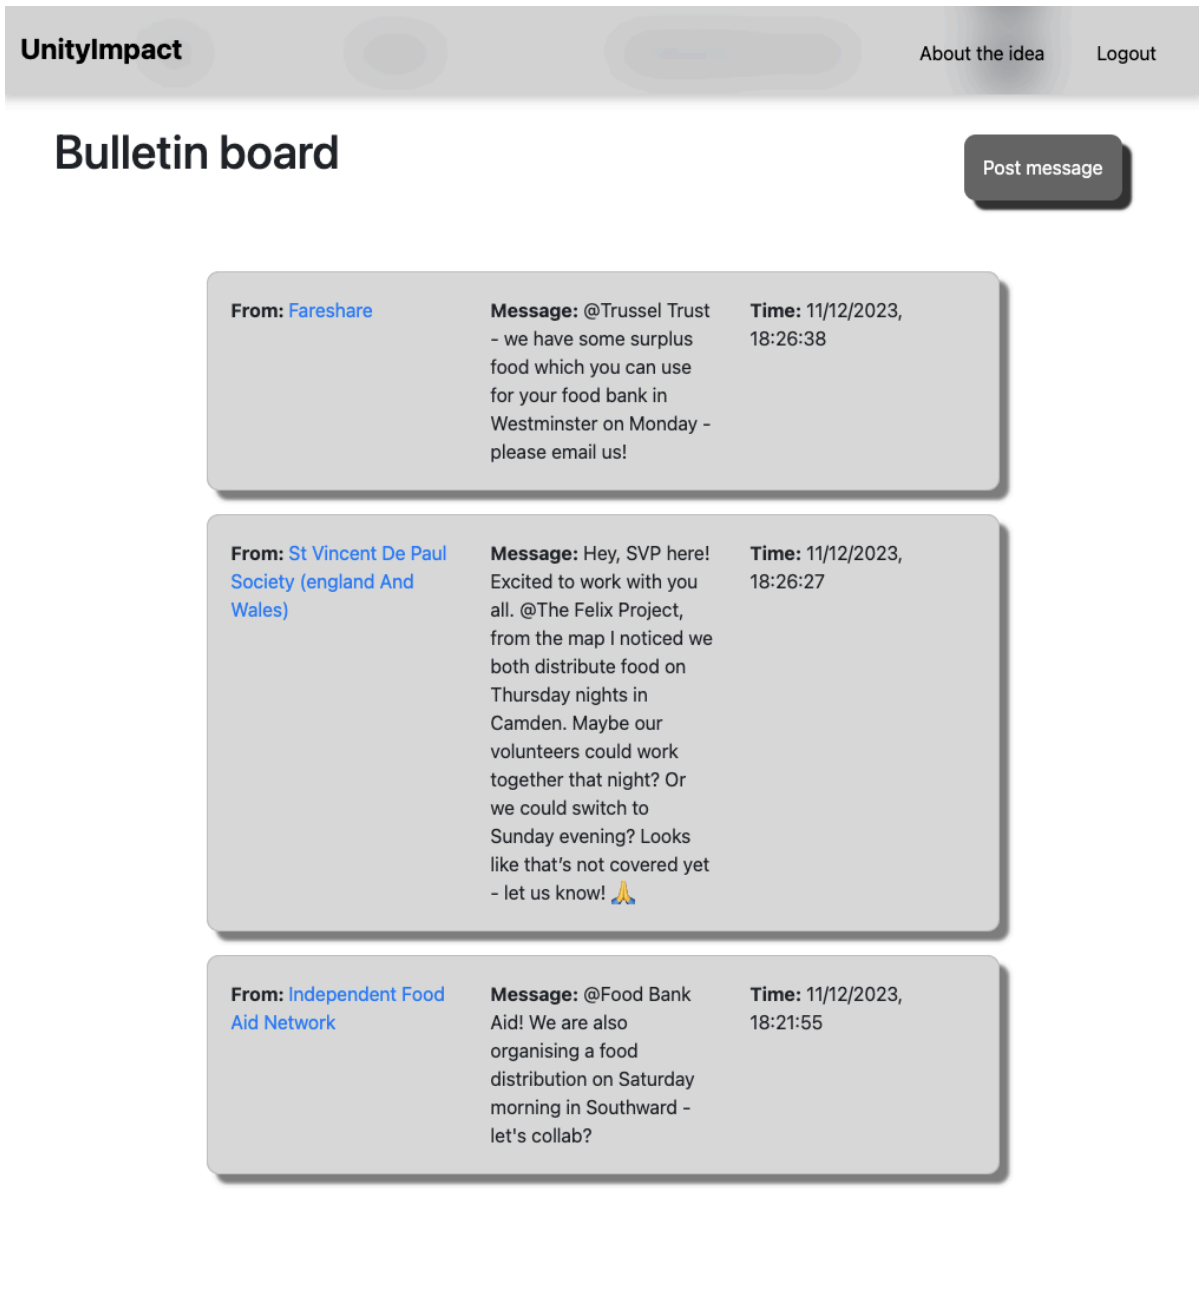 UnityImpact
About the idea
Logout
Bulletin board
Post message
From: Fareshare
Message: @Trussel Trust
- we have some surplus
food which you can use
for your food bank in
Westminster on Monday -
please email us!
Time: 11/12/2023,
18:26:38
From: St Vincent De Paul
Society (england And
Wales)
Message: Hey, SVP here!
Excited to work with you
all. @The Felix Project,
from the map I noticed we
both distribute food on
Thursday nights in
Camden. Maybe our
volunteers could work
together that night? Or
we could switch to
Sunday evening? Looks
like that's not covered yet
- let us know! 🙏
Time: 11/12/2023,
18:26:27
From: Independent Food
Aid Network
Message: @Food Bank
Aid! We are also
organising a food
distribution on Saturday
morning in Southward -
let's collab?
Time: 11/12/2023,
18:21:55